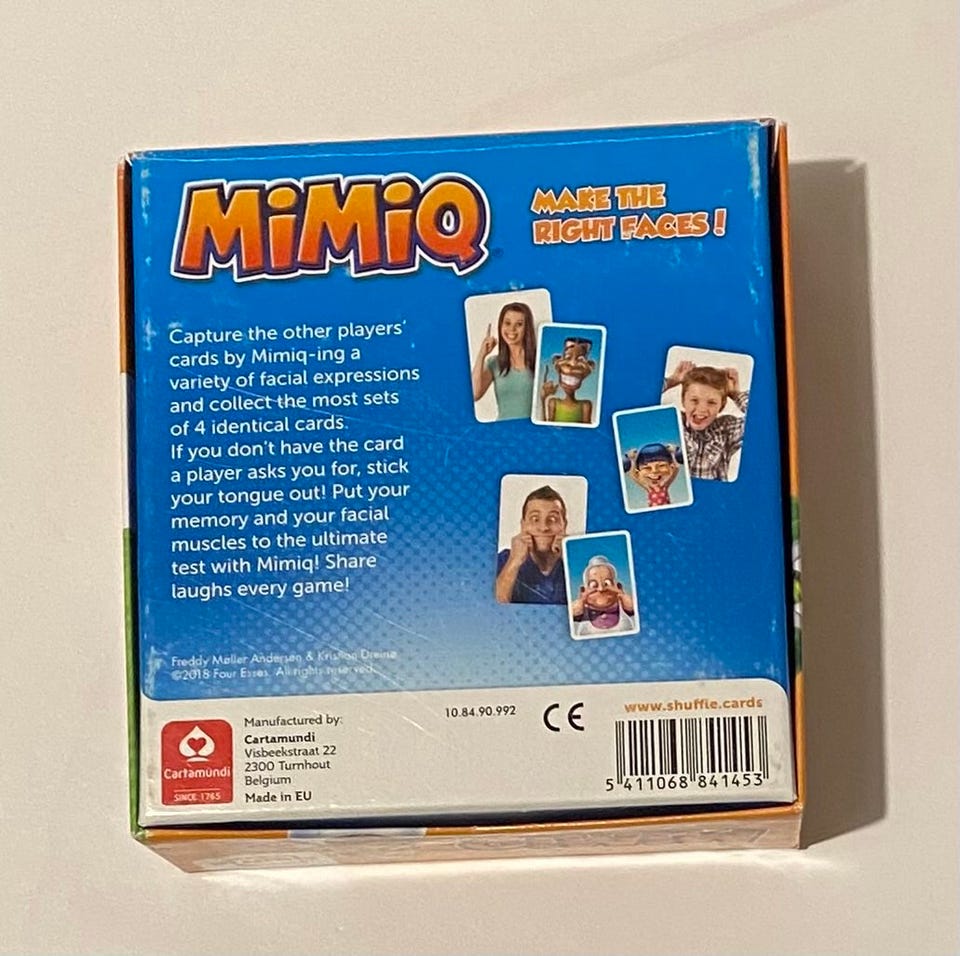 MiMiQ
MAKE THE
RIGHT FACES!
Capture the other players'
cards by Mimiq-ing a
variety of facial expressions
and collect the most sets
of 4 identical cards.
If you don't have the card
a player asks you for, stick
your tongue out! Put your
memory and your facial
muscles to the ultimate
test with Mimiq! Share
laughs every game!
Freddy Møller Andersen & Kristian Dreinø
©2018 Four Esses. All rights reserved.
Cartamundi
SINCE 1765
Manufactured by:
Cartamundi
Visbeekstraat 22
2300 Turnhout
Belgium
Made in EU
10.84.90.992
CE
www.shuffle.cards
5 411068 841453